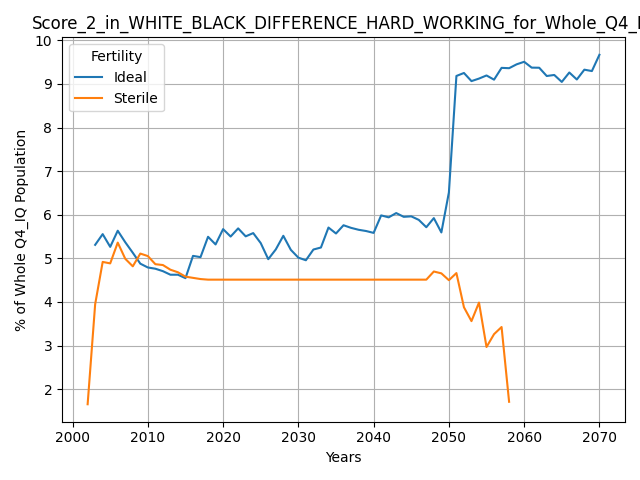 Score_2_in_WHITE_BLACK_DIFFERENCE_HARD_WORKING_for_Whole_Q4_I
Fertility
Ideal
Sterile
% of Whole Q4_IQ Population
10
9
8
7
6
5
4
3
2
2000 2010 2020 2030 2040 2050 2060 2070
Years